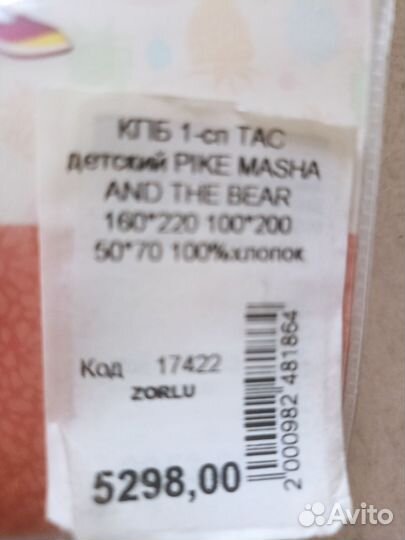 КПБ 1-сп TAC
детский PIKE MASHA
AND THE BEAR
160*220 100*200
50*70 100%хлопок
Код 17422
ZORLU
5298,00
2 000982 481864
Avito